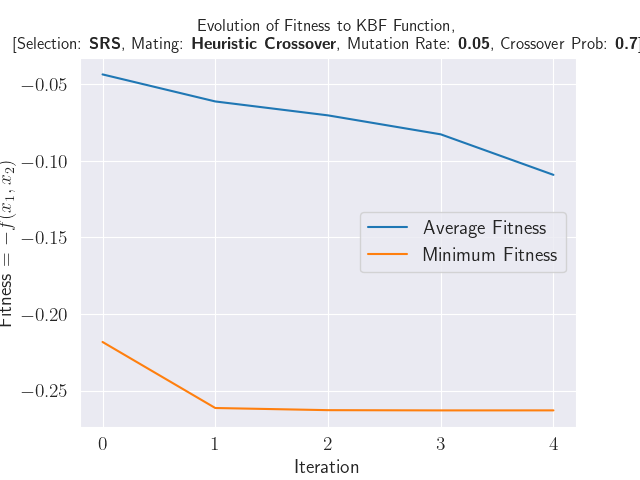 Evolution of Fitness to KBF Function,
[Selection: SRS, Mating: Heuristic Crossover, Mutation Rate: 0.05, Crossover Prob: 0.7]
−0.05
−0.10
−0.15
−0.20
−0.25
Fitness = −f(x₁, x₂)
Average Fitness
Minimum Fitness
0 1 2 3 4
Iteration